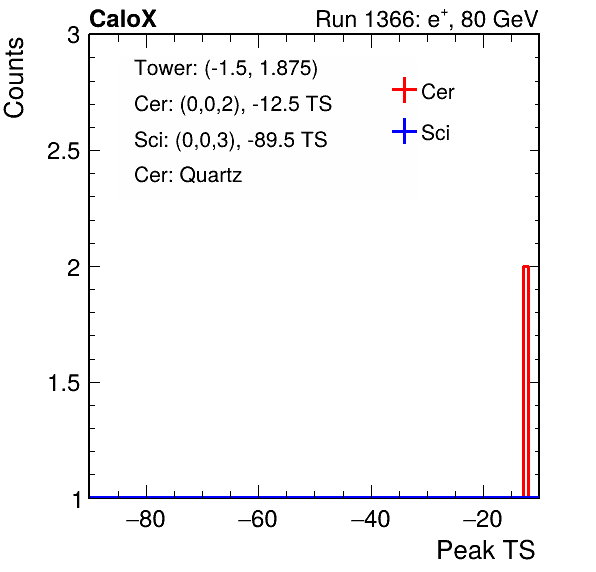 CaloX Run 1366: e⁺, 80 GeV
Counts
3
2.5
2
1.5
1
Tower: (-1.5, 1.875)
Cer: (0,0,2), -12.5 TS
Sci: (0,0,3), -89.5 TS
Cer: Quartz
Cer
Sci
−80 −60 −40 −20
Peak TS